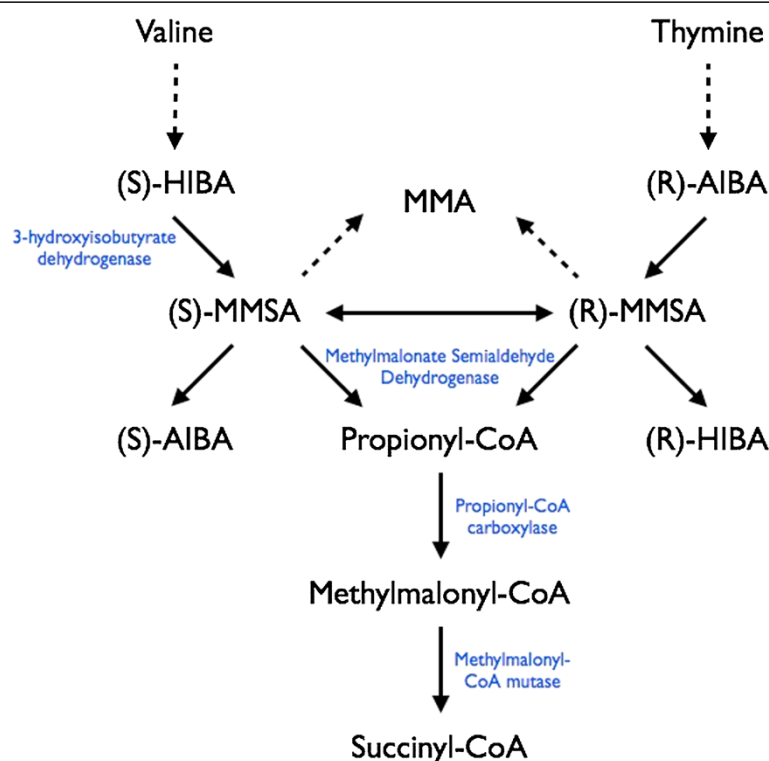 Valine
Thymine
(S)-HIBA
MMA
(R)-AIBA
3-hydroxyisobutyrate
dehydrogenase
(S)-MMSA
(R)-MMSA
Methylmalonate Semialdehyde
Dehydrogenase
(S)-AIBA
Propionyl-CoA
(R)-HIBA
Propionyl-CoA
carboxylase
Methylmalonyl-CoA
Methylmalonyl-
CoA mutase
Succinyl-CoA